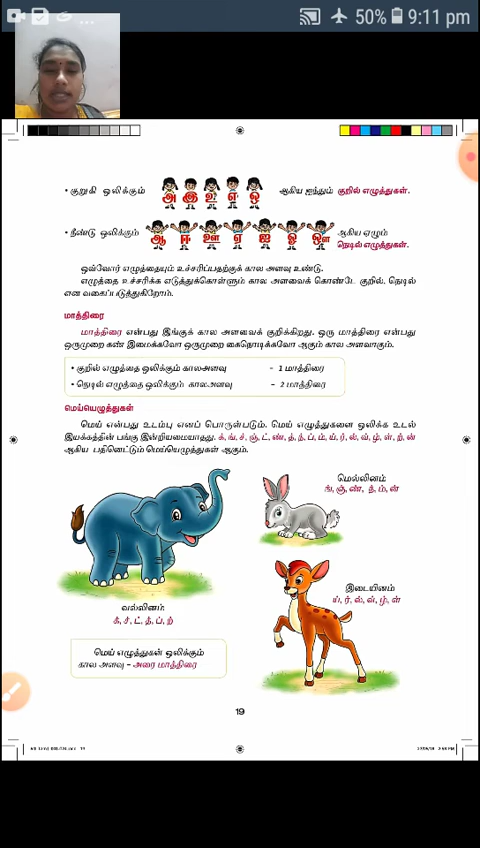 50% 9:11 pm
• குறுகி ஒலிக்கும் அ இ உ எ ஒ ஆகிய ஐந்தும் குறில் எழுத்துகள்.
• நீண்டு ஒலிக்கும் ஆ ஈ ஊ ஏ ஐ ஓ ஔ ஆகிய ஏழும்
நெடில் எழுத்துகள்.
ஒவ்வோர் எழுத்தையும் உச்சரிப்பதற்குக் கால அளவு உண்டு.
எழுத்தை உச்சரிக்க எடுத்துக்கொள்ளும் கால அளவைக் கொண்டே குறில், நெடில்
என வகைப்படுத்துகிறோம்.
மாத்திரை
மாத்திரை என்பது இங்குக் கால அளவைக் குறிக்கிறது. ஒரு மாத்திரை என்பது
ஒருமுறை கண் இமைக்கவோ ஒருமுறை கைநொடிக்கவோ ஆகும் கால அளவாகும்.
• குறில் எழுத்தை ஒலிக்கும் காலஅளவு - 1 மாத்திரை
• நெடில் எழுத்தை ஒலிக்கும் காலஅளவு - 2 மாத்திரை
மெய்யெழுத்துகள்
மெய் என்பது உடம்பு எனப் பொருள்படும். மெய் எழுத்துகளை ஒலிக்க உடல்
இயக்கத்தின் பங்கு இன்றியமையாதது. க், ங், ச், ஞ், ட், ண், த், ந், ப், ம், ய், ர், ல், வ், ழ், ள், ற், ன்
ஆகிய பதினெட்டும் மெய்யெழுத்துகள் ஆகும்.
மெல்லினம்
ங், ஞ், ண், ந், ம், ன்
இடையினம்
ய், ர், ல், வ், ழ், ள்
வல்லினம்
க், ச், ட், த், ப், ற்
மெய் எழுத்துகள் ஒலிக்கும்
கால அளவு – அரை மாத்திரை
19